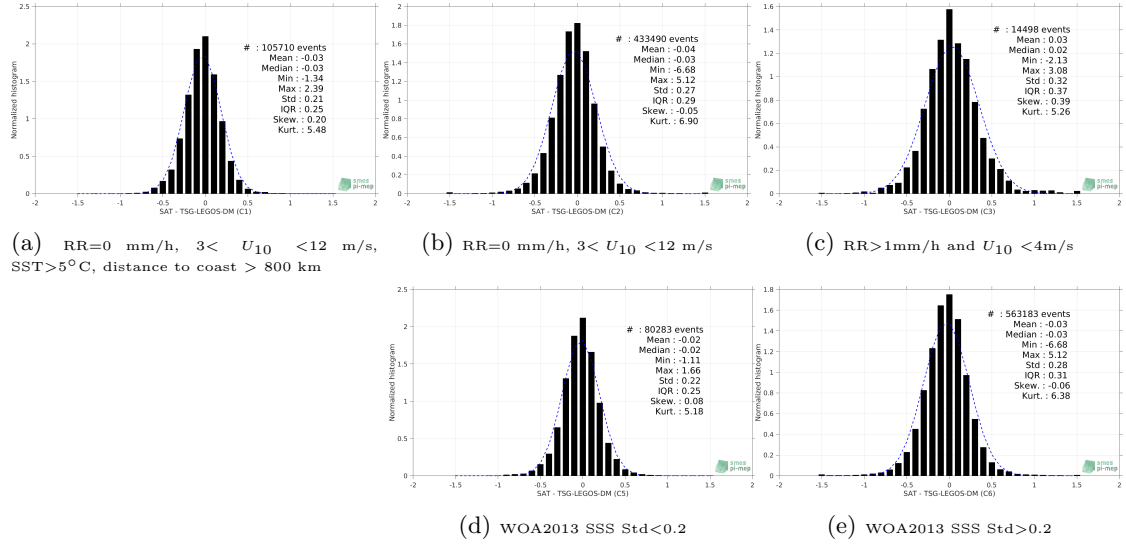 2.5
2
1.5
1
0.5
0
-2 -1.5 -1 -0.5 0 0.5 1 1.5 2
Normalized histogram
SAT - TSG-LEGOS-DM (C1)
# : 105710 events
Mean : -0.03
Median : -0.03
Min : -1.34
Max : 2.39
Std : 0.21
IQR : 0.25
Skew. : 0.20
Kurt. : 5.48
smos
pi-mep
(a) RR=0 mm/h, 3< U10 <12 m/s,
SST>5°C, distance to coast > 800 km
2
1.8
1.6
1.4
1.2
1
0.8
0.6
0.4
0.2
0
-2 -1.5 -1 -0.5 0 0.5 1 1.5 2
Normalized histogram
SAT - TSG-LEGOS-DM (C2)
# : 433490 events
Mean : -0.04
Median : -0.03
Min : -6.68
Max : 5.12
Std : 0.27
IQR : 0.29
Skew. : -0.05
Kurt. : 6.90
smos
pi-mep
(b) RR=0 mm/h, 3< U10 <12 m/s
1.6
1.4
1.2
1
0.8
0.6
0.4
0.2
0
-2 -1.5 -1 -0.5 0 0.5 1 1.5 2
Normalized histogram
SAT - TSG-LEGOS-DM (C3)
# : 14498 events
Mean : 0.03
Median : 0.02
Min : -2.13
Max : 3.08
Std : 0.32
IQR : 0.37
Skew. : 0.39
Kurt. : 5.26
smos
pi-mep
(c) RR>1mm/h and U10 <4m/s
2.5
2
1.5
1
0.5
0
-2 -1.5 -1 -0.5 0 0.5 1 1.5 2
Normalized histogram
SAT - TSG-LEGOS-DM (C5)
# : 80283 events
Mean : -0.02
Median : -0.02
Min : -1.11
Max : 1.66
Std : 0.22
IQR : 0.25
Skew. : 0.08
Kurt. : 5.18
smos
pi-mep
(d) WOA2013 SSS Std<0.2
1.8
1.6
1.4
1.2
1
0.8
0.6
0.4
0.2
0
-2 -1.5 -1 -0.5 0 0.5 1 1.5 2
Normalized histogram
SAT - TSG-LEGOS-DM (C6)
# : 563183 events
Mean : -0.03
Median : -0.03
Min : -6.68
Max : 5.12
Std : 0.28
IQR : 0.31
Skew. : -0.06
Kurt. : 6.38
smos
pi-mep
(e) WOA2013 SSS Std>0.2